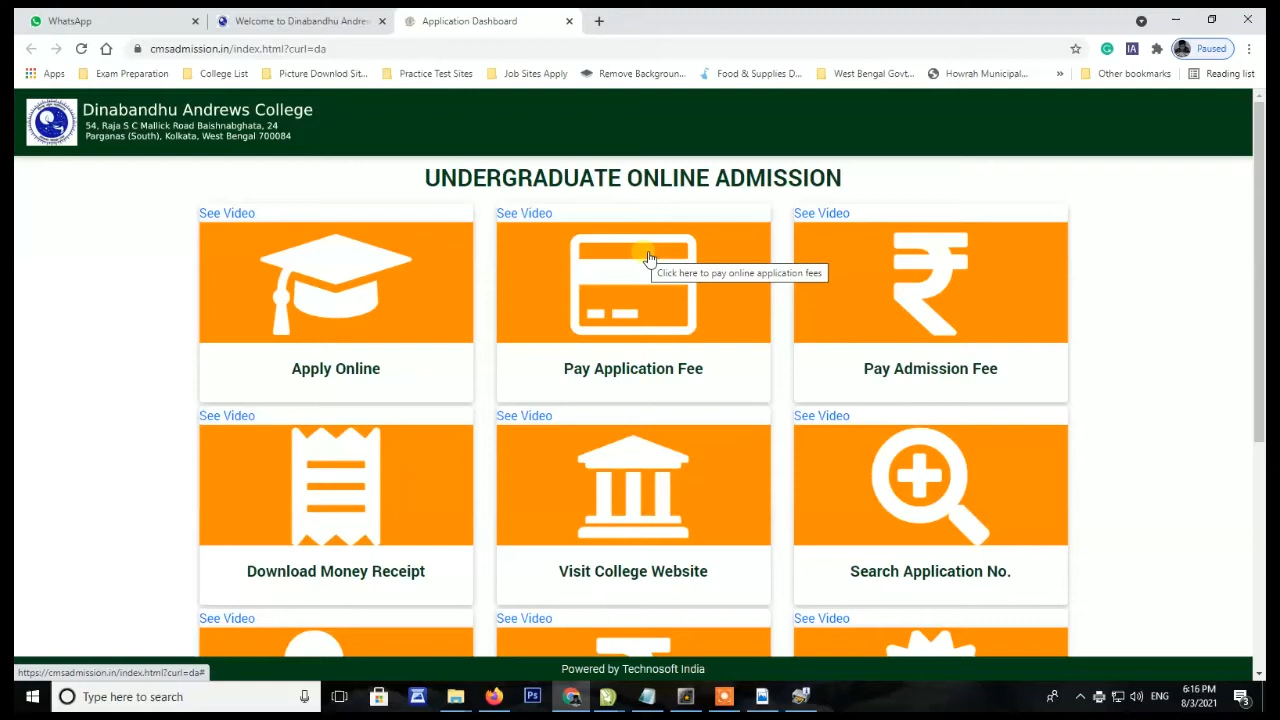 WhatsApp
Welcome to Dinabandhu Andrew
Application Dashboard
cmsadmission.in/index.html?curl=da
IA
Paused
Apps
Exam Preparation
College List
Picture Downlod Sit...
Practice Test Sites
Job Sites Apply
Remove Backgroun...
Food & Supplies D...
West Bengal Govt...
Howrah Municipal...
»
Other bookmarks
Reading list
Dinabandhu Andrews College
54, Raja S C Mallick Road Baishnabghata, 24
Parganas (South), Kolkata, West Bengal 700084
UNDERGRADUATE ONLINE ADMISSION
See Video
See Video
See Video
Click here to pay online application fees
Apply Online
Pay Application Fee
Pay Admission Fee
See Video
See Video
See Video
Download Money Receipt
Visit College Website
Search Application No.
See Video
See Video
See Video
https://cmsadmission.in/index.html?curl=da#
Powered by Technosoft India
Type here to search
Ps
ENG
6:16 PM
8/3/2021
3